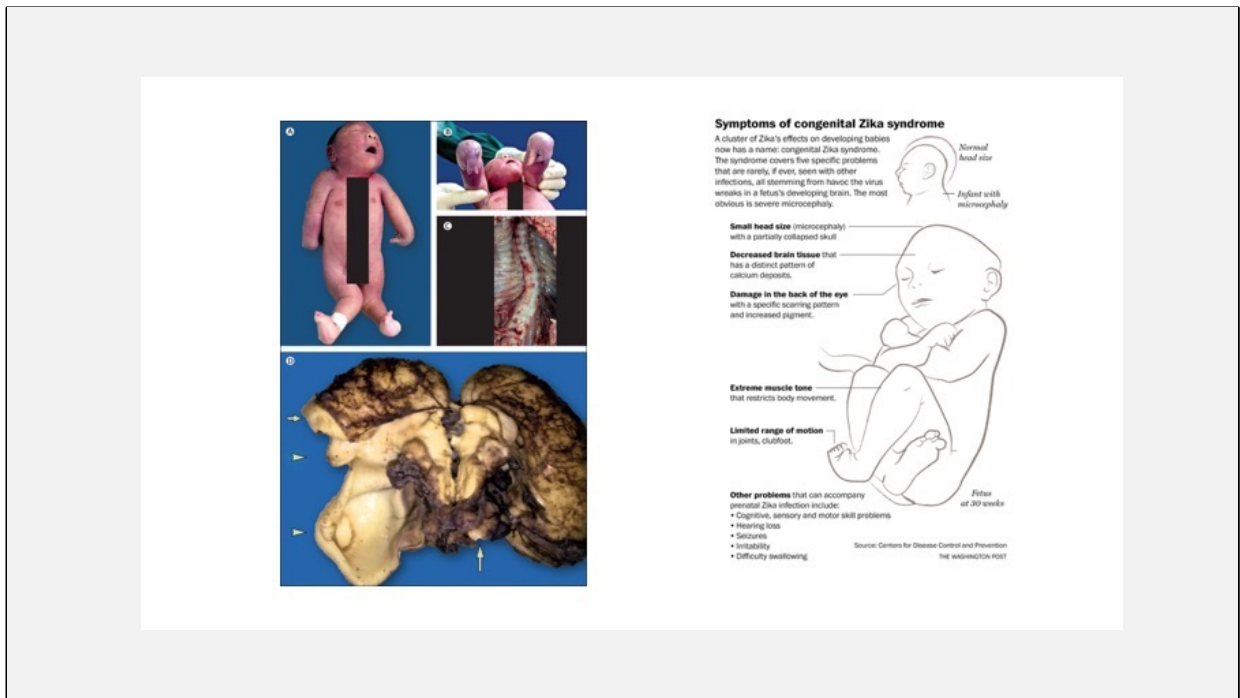 A
B
C
D
Symptoms of congenital Zika syndrome
A cluster of Zika's effects on developing babies
now has a name: congenital Zika syndrome.
The syndrome covers five specific problems
that are rarely, if ever, seen with other
infections, all stemming from havoc the virus
wreaks in a fetus's developing brain. The most
obvious is severe microcephaly.
Normal
head size
Infant with
microcephaly
Small head size (microcephaly)
with a partially collapsed skull
Decreased brain tissue that
has a distinct pattern of
calcium deposits.
Damage in the back of the eye
with a specific scarring pattern
and increased pigment.
Extreme muscle tone
that restricts body movement.
Limited range of motion
in joints, clubfoot.
Other problems that can accompany
prenatal Zika infection include:
• Cognitive, sensory and motor skill problems
• Hearing loss
• Seizures
• Irritability
• Difficulty swallowing
Fetus
at 30 weeks
Source: Centers for Disease Control and Prevention
THE WASHINGTON POST